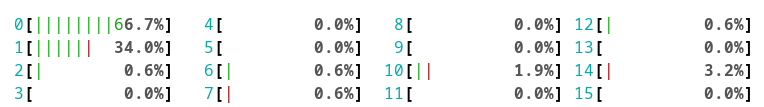 0[||||||||66.7%] 4[ 0.0%] 8[ 0.0%] 12[| 0.6%]
1[|||||| 34.0%] 5[ 0.0%] 9[ 0.0%] 13[ 0.0%]
2[| 0.6%] 6[| 0.6%] 10[|| 1.9%] 14[| 3.2%]
3[ 0.0%] 7[| 0.6%] 11[ 0.0%] 15[ 0.0%]